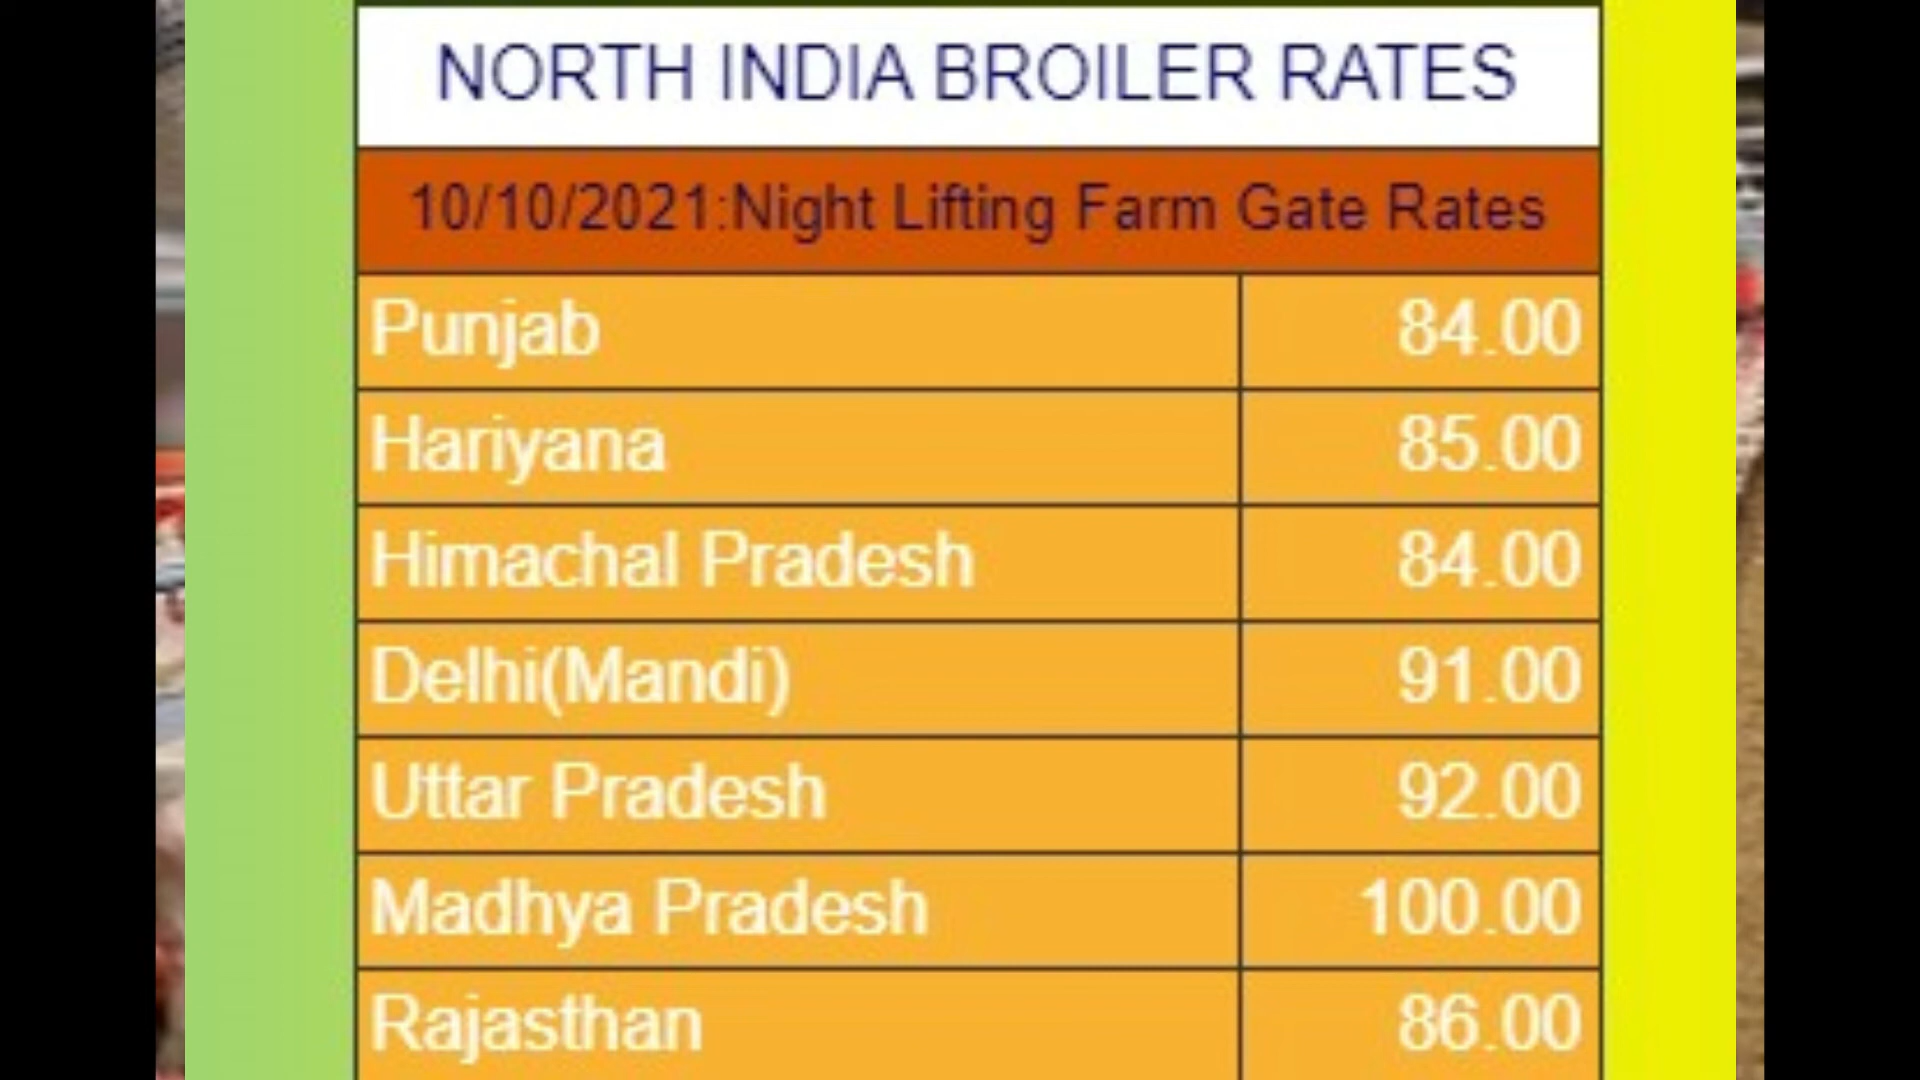 NORTH INDIA BROILER RATES
10/10/2021:Night Lifting Farm Gate Rates
Punjab 84.00
Hariyana 85.00
Himachal Pradesh 84.00
Delhi(Mandi) 91.00
Uttar Pradesh 92.00
Madhya Pradesh 100.00
Rajasthan 86.00